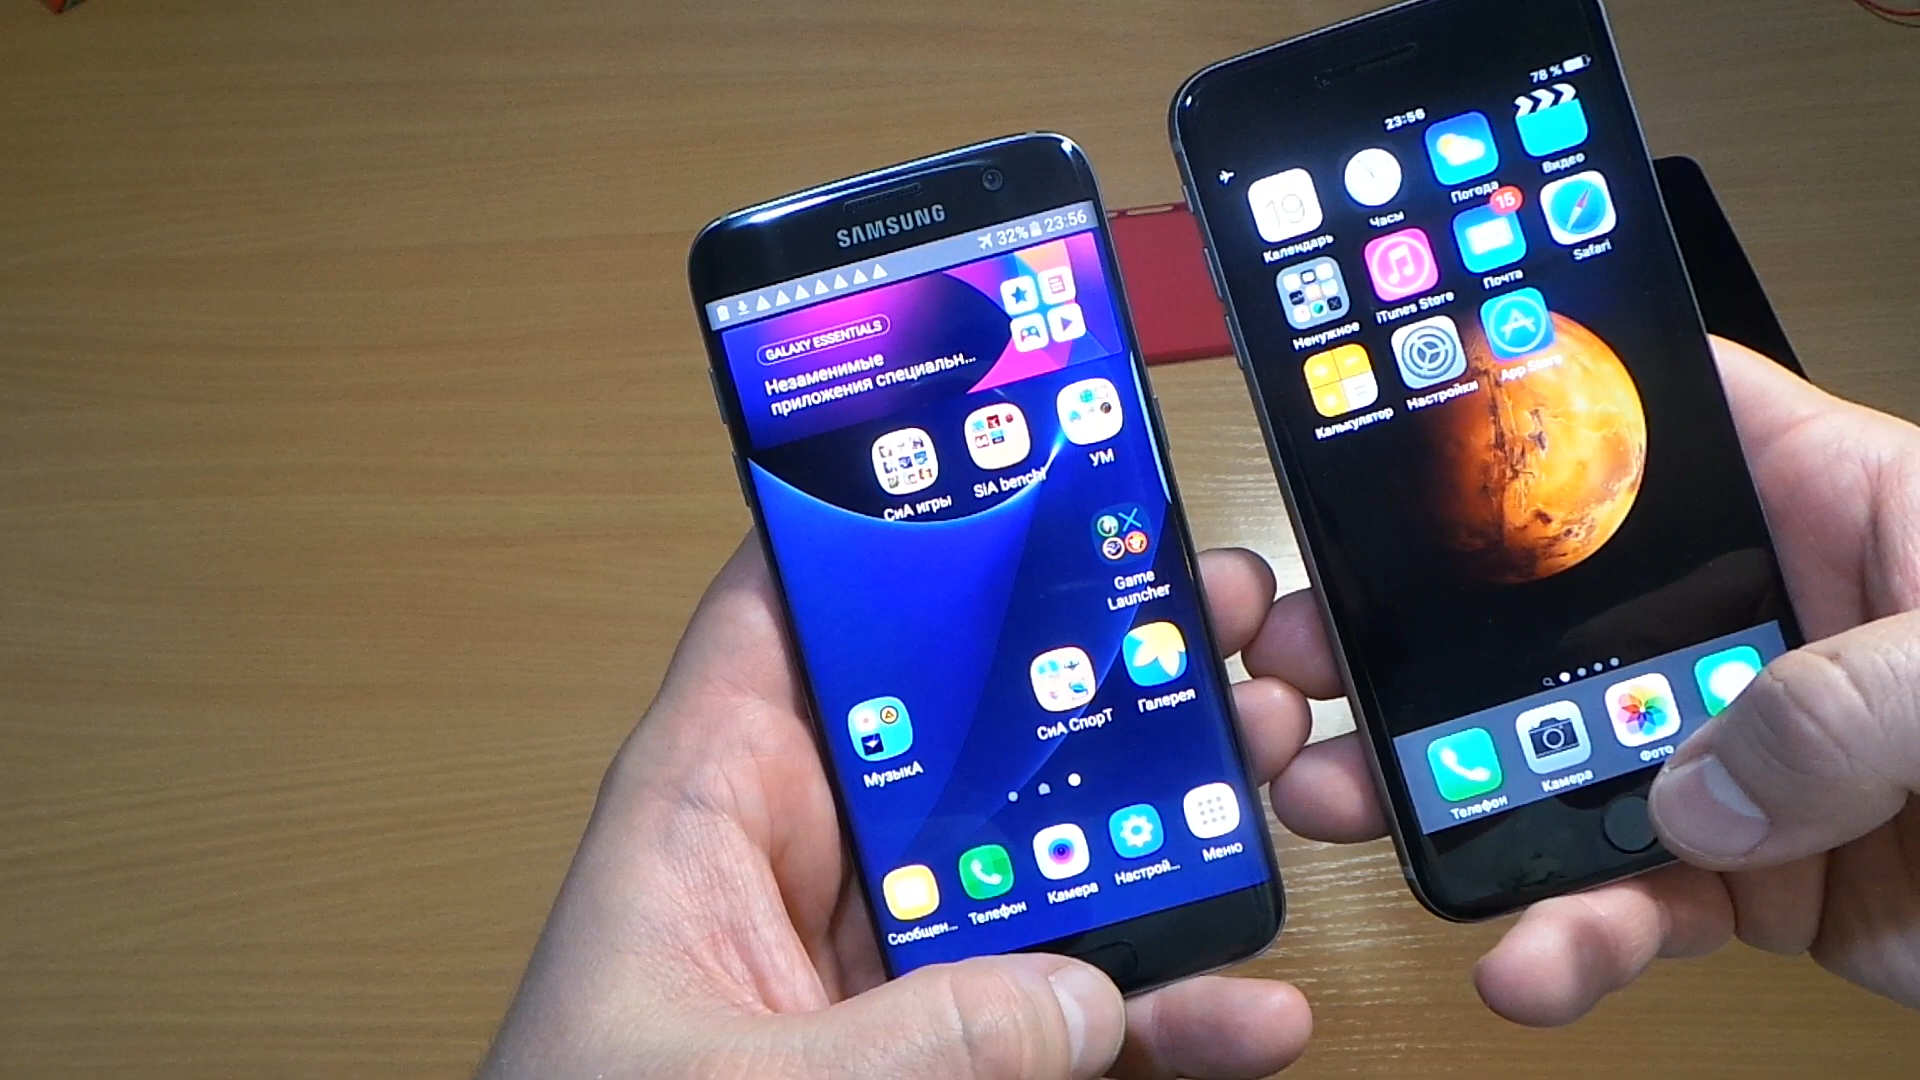 SAMSUNG
32% 23:56
GALAXY ESSENTIALS
Незаменимые
приложения специальн...
СиА игры
SiA bench!
УМ
Game
Launcher
МузыкА
СиА СпорТ
Галерея
Сообщен...
Телефон
Камера
Настрой...
Меню
78 %
23:56
19
Календарь
Часы
Погода
Видео
Ненужное
iTunes Store
15
Почта
Safari
Калькулятор
Настройки
App Store
Телефон
Камера
Фото